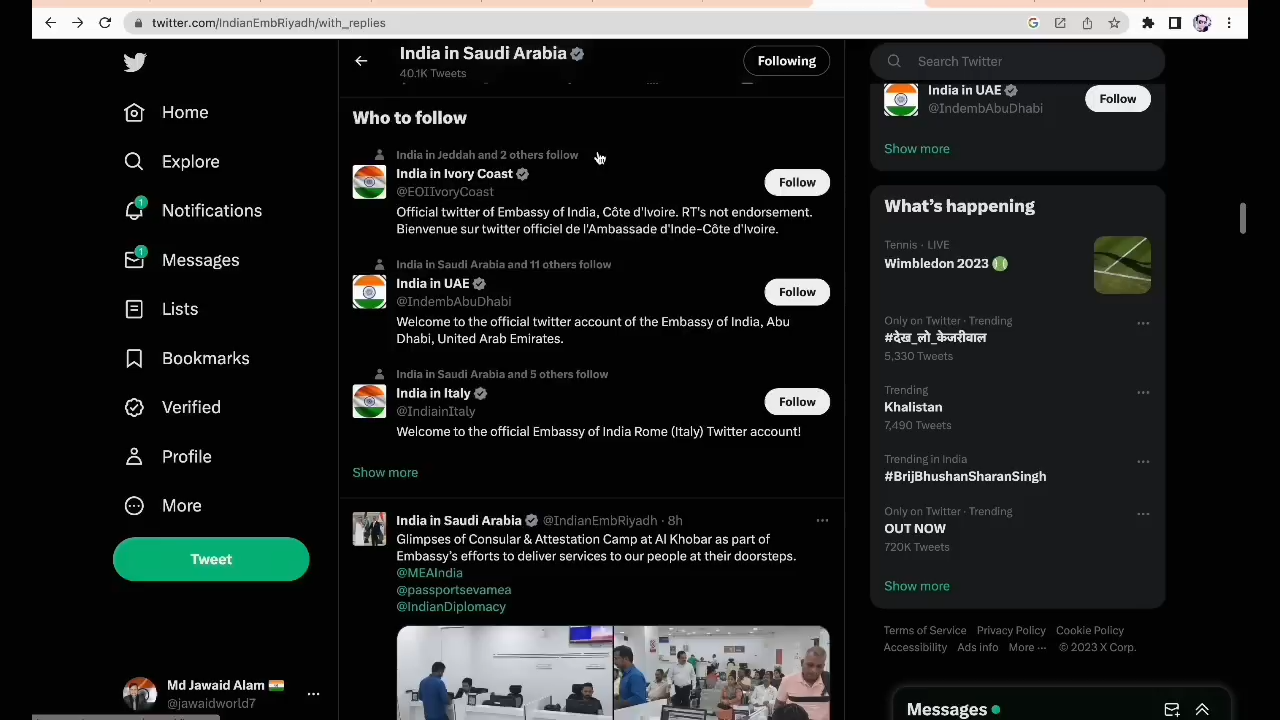 twitter.com/IndianEmbRiyadh/with_replies
Home
Explore
1
Notifications
1
Messages
Lists
Bookmarks
Verified
Profile
More
Tweet
Md Jawaid Alam
@jawaidworld7
India in Saudi Arabia
40.1K Tweets
Following
Who to follow
India in Jeddah and 2 others follow
India in Ivory Coast
@EOIIvoryCoast
Follow
Official twitter of Embassy of India, Côte d'Ivoire. RT's not endorsement.
Bienvenue sur twitter officiel de l'Ambassade d'Inde-Côte d'Ivoire.
India in Saudi Arabia and 11 others follow
India in UAE
@IndembAbuDhabi
Follow
Welcome to the official twitter account of the Embassy of India, Abu
Dhabi, United Arab Emirates.
India in Saudi Arabia and 5 others follow
India in Italy
@IndiainItaly
Follow
Welcome to the official Embassy of India Rome (Italy) Twitter account!
Show more
India in Saudi Arabia @IndianEmbRiyadh · 8h
Glimpses of Consular & Attestation Camp at Al Khobar as part of
Embassy's efforts to deliver services to our people at their doorsteps.
@MEAIndia
@passportsevamea
@IndianDiplomacy
Search Twitter
India in UAE
@IndembAbuDhabi
Follow
Show more
What's happening
Tennis · LIVE
Wimbledon 2023
Only on Twitter · Trending
#देख_लो_केजरीवाल
5,330 Tweets
Trending
Khalistan
7,490 Tweets
Trending in India
#BrijBhushanSharanSingh
Only on Twitter · Trending
OUT NOW
720K Tweets
Show more
Terms of Service Privacy Policy Cookie Policy
Accessibility Ads info More ··· © 2023 X Corp.
Messages